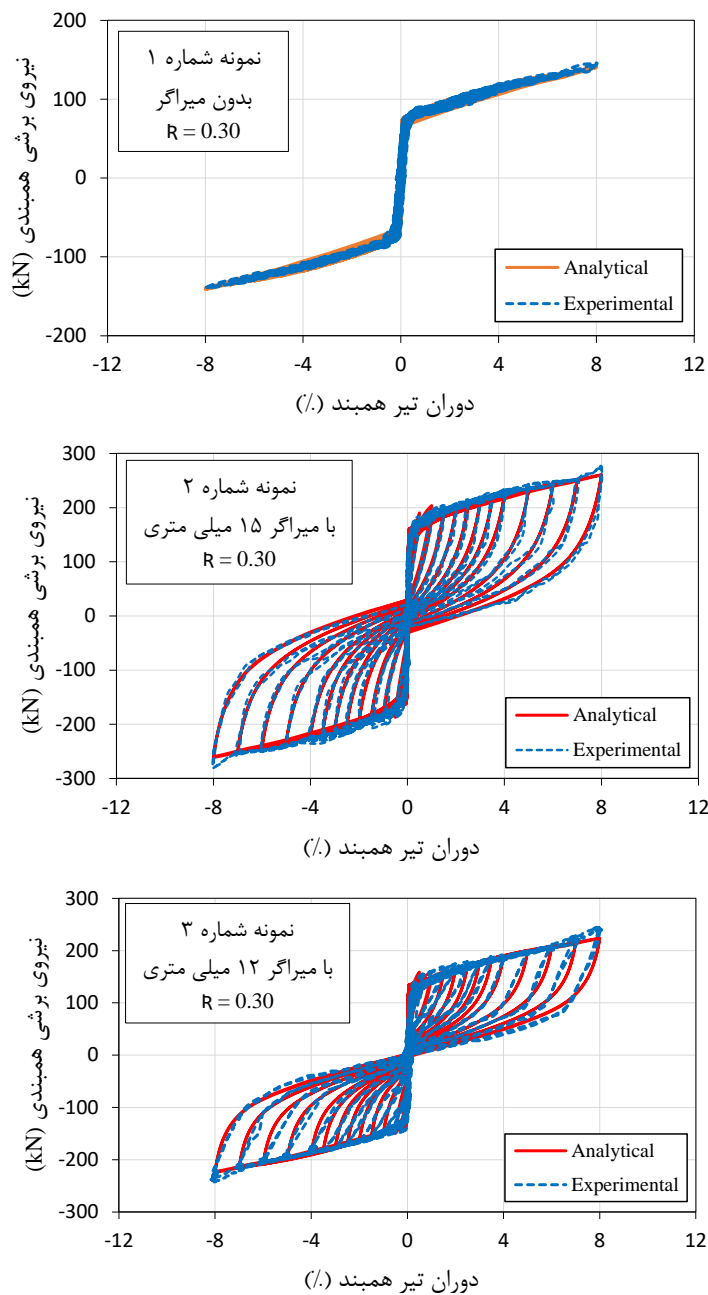 نیروی برشی همبندی (kN)
200
100
0
-100
-200
نمونه شماره ۱
بدون میراگر
R = 0.30
Analytical
Experimental
-12 -8 -4 0 4 8 12
دوران تیر همبند (٪)
نیروی برشی همبندی (kN)
300
200
100
0
-100
-200
-300
نمونه شماره ۲
با میراگر ۱۵ میلی متری
R = 0.30
Analytical
Experimental
-12 -8 -4 0 4 8 12
دوران تیر همبند (٪)
نیروی برشی همبندی (kN)
300
200
100
0
-100
-200
-300
نمونه شماره ۳
با میراگر ۱۲ میلی متری
R = 0.30
Analytical
Experimental
-12 -8 -4 0 4 8 12
دوران تیر همبند (٪)